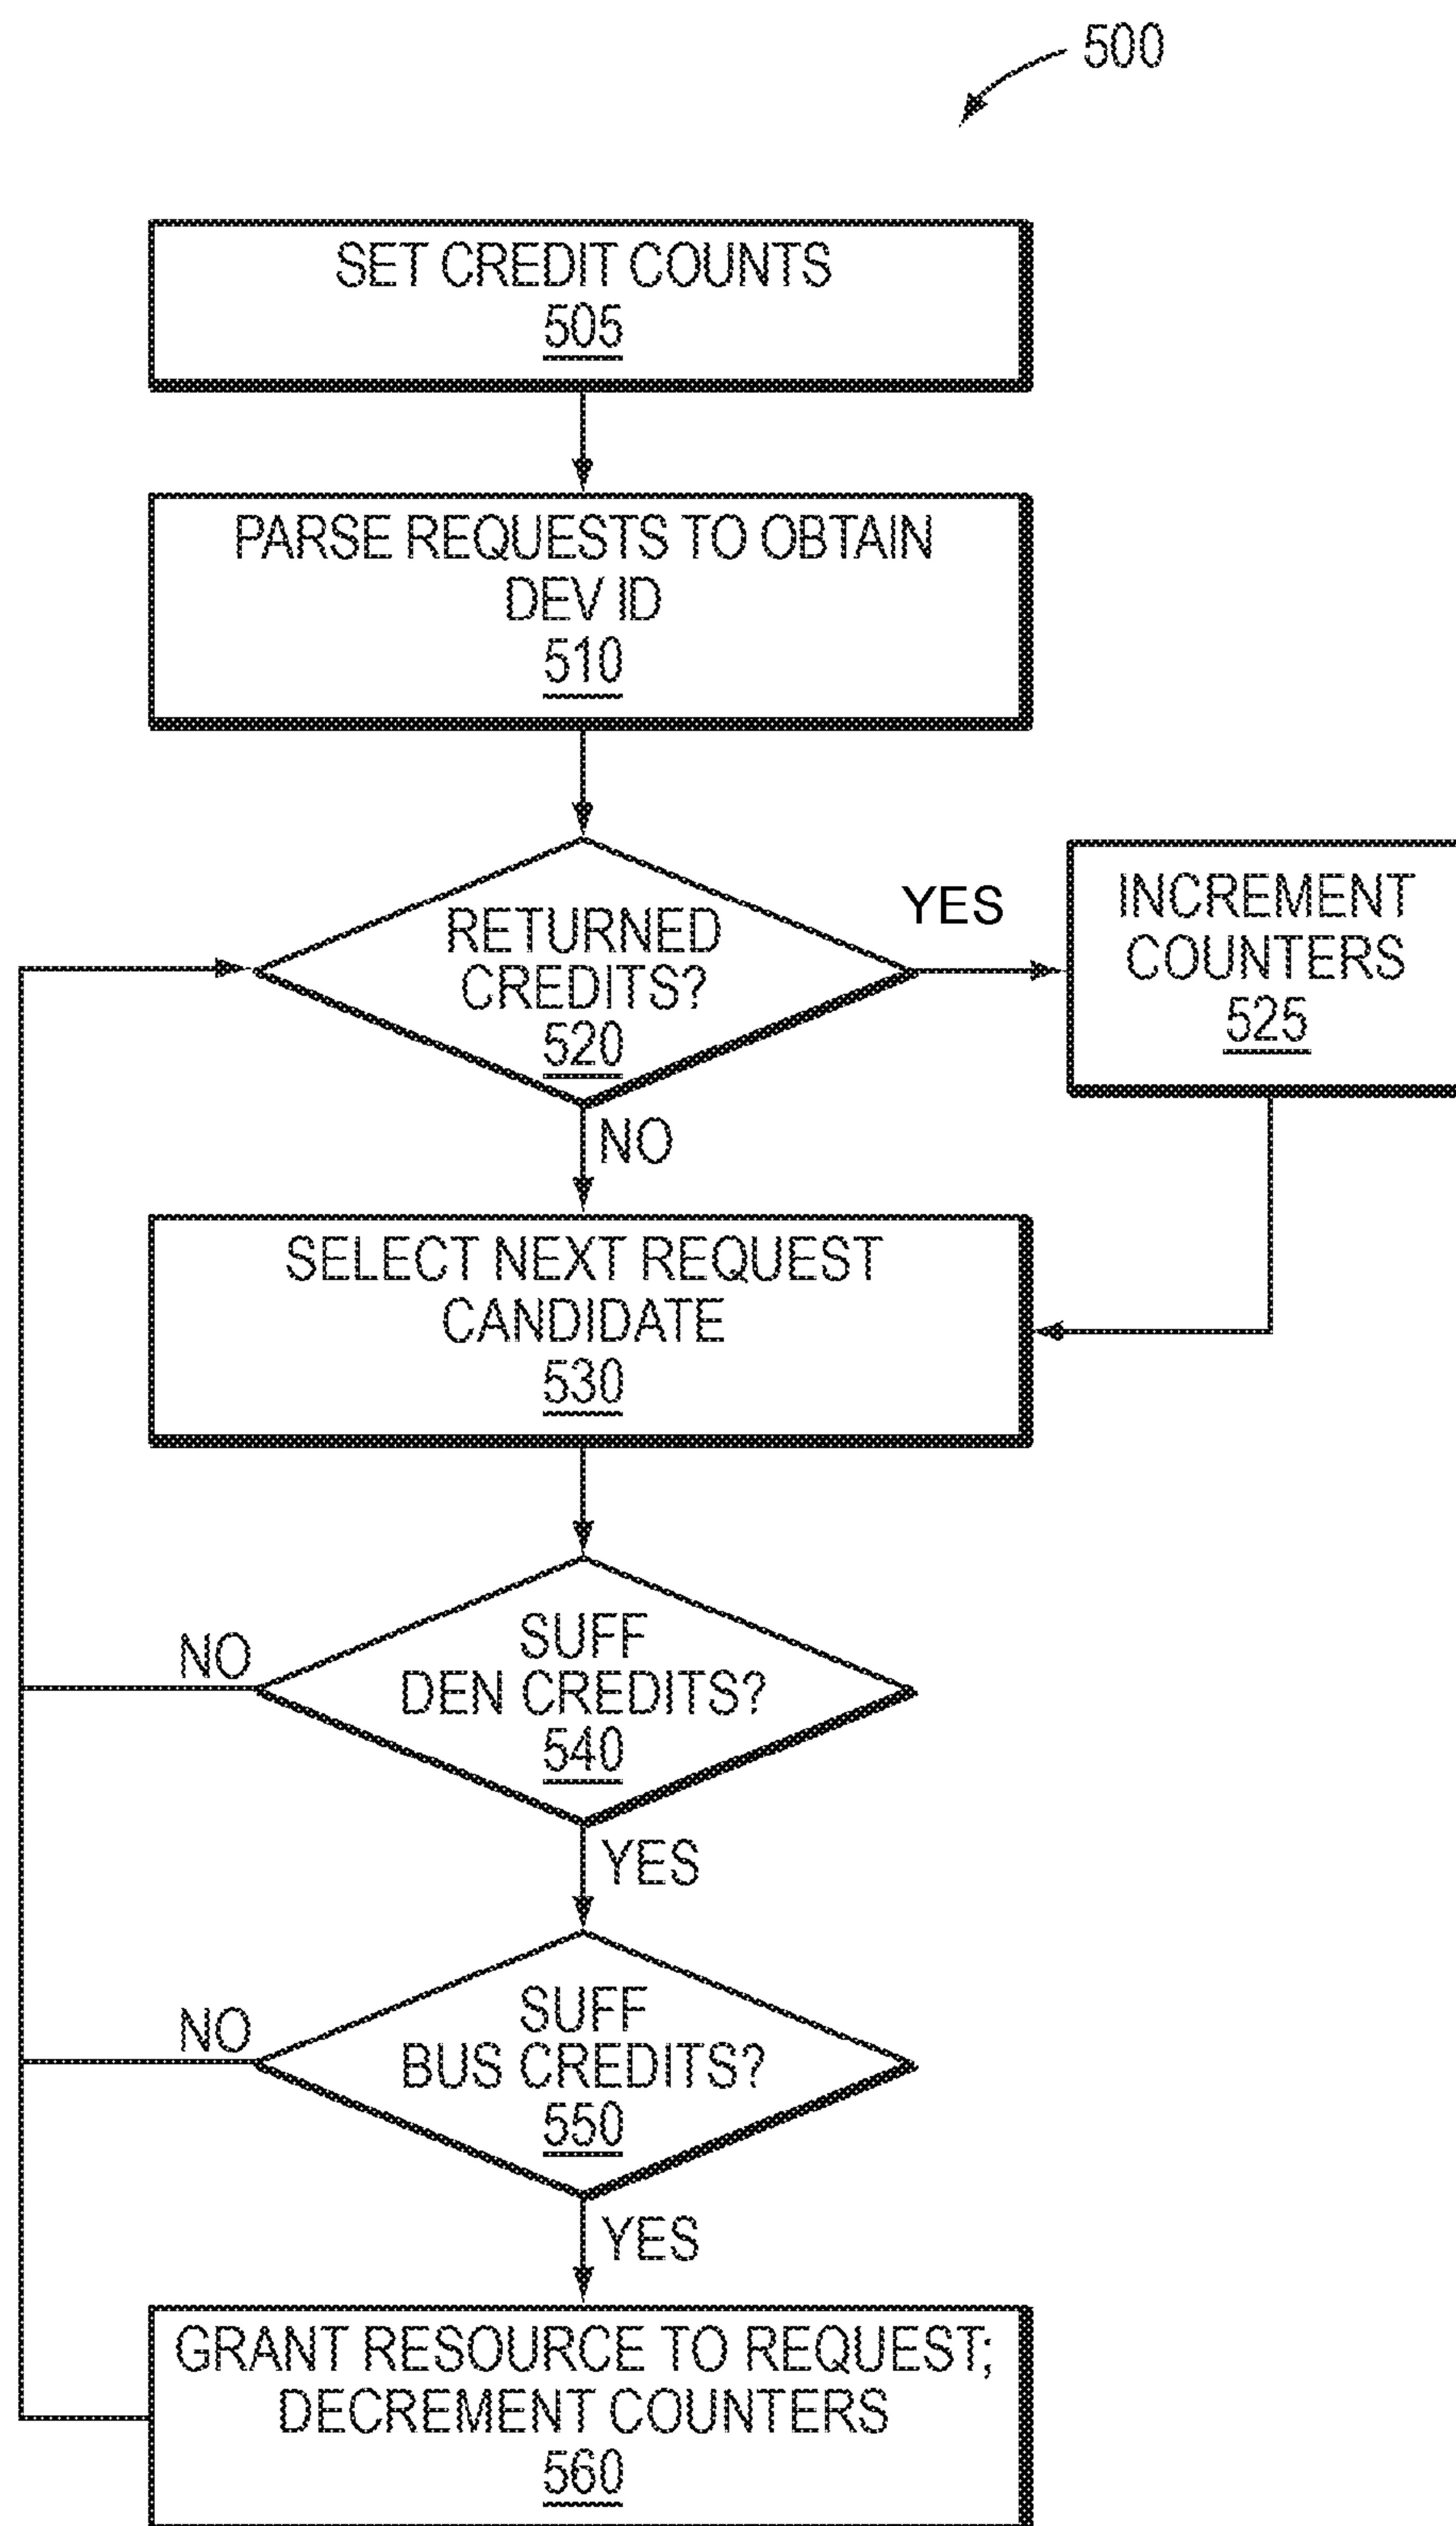 500
SET CREDIT COUNTS
505
PARSE REQUESTS TO OBTAIN
DEV ID
510
RETURNED
CREDITS?
520
YES
INCREMENT
COUNTERS
525
NO
SELECT NEXT REQUEST
CANDIDATE
530
SUFF
DEN CREDITS?
540
NO
YES
SUFF
BUS CREDITS?
550
NO
YES
GRANT RESOURCE TO REQUEST;
DECREMENT COUNTERS
560